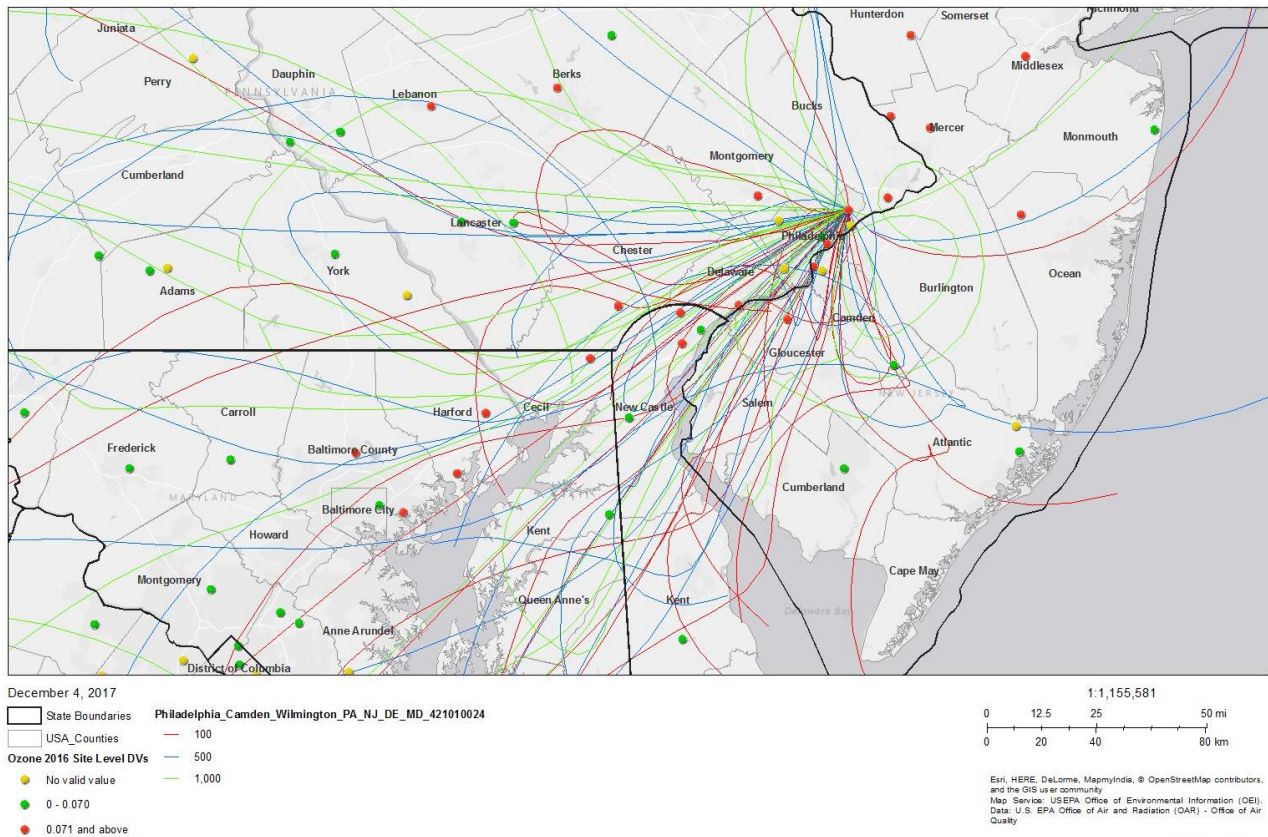 Hunterdon
Somerset
Richmond
Juniata
Perry
Dauphin
PENNSYLVANIA
Lebanon
Berks
Middlesex
Bucks
Mercer
Monmouth
Cumberland
Montgomery
Lancaster
Chester
Philadelphia
York
Delaware
Ocean
Adams
Burlington
Camden
Gloucester
NEW JERSEY
Carroll
Harford
Cecil
New Castle
Salem
Frederick
Baltimore County
Atlantic
MARYLAND
Cumberland
Baltimore City
Howard
Kent
Montgomery
Cape May
Queen Anne's
Kent
Delaware Bay
Anne Arundel
District of Columbia
December 4, 2017
State Boundaries
USA_Counties
Ozone 2016 Site Level DVs
No valid value
0 - 0.070
0.071 and above
Philadelphia_Camden_Wilmington_PA_NJ_DE_MD_421010024
100
500
1,000
1:1,155,581
0 12.5 25 50 mi
0 20 40 80 km
Esri, HERE, DeLorme, MapmyIndia, © OpenStreetMap contributors,
and the GIS user community
Map Service: USEPA Office of Environmental Information (OEI).
Data: U.S. EPA Office of Air and Radiation (OAR) - Office of Air
Quality